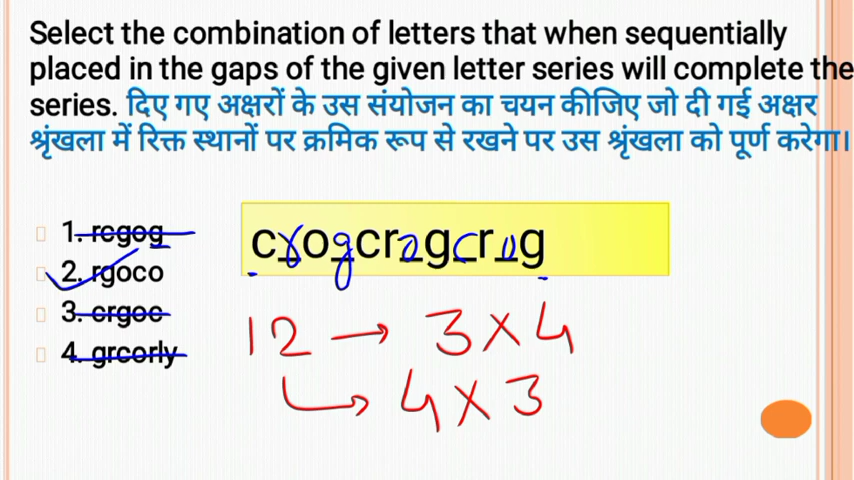 Select the combination of letters that when sequentially
placed in the gaps of the given letter series will complete the
series. दिए गए अक्षरों के उस संयोजन का चयन कीजिए जो दी गई अक्षर
श्रृंखला में रिक्त स्थानों पर क्रमिक रूप से रखने पर उस श्रृंखला को पूर्ण करेगा।
1. rcgog
2. rgoco
3. crgoc
4. grcorly
c r o g c r o g c r o g
12 → 3 × 4
→ 4 × 3